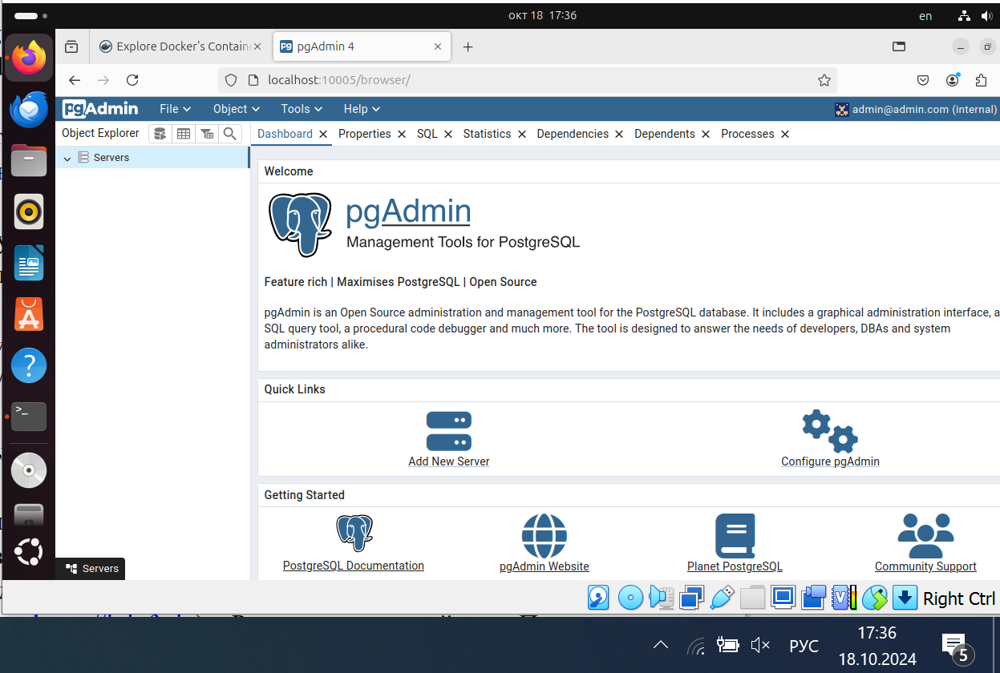 окт 18 17:36
en
Explore Docker's Contain
pgAdmin 4
localhost:10005/browser/
pgAdmin
File
Object
Tools
Help
admin@admin.com (internal)
Object Explorer
Dashboard
Properties
SQL
Statistics
Dependencies
Dependents
Processes
Servers
Welcome
pgAdmin
Management Tools for PostgreSQL
Feature rich | Maximises PostgreSQL | Open Source
pgAdmin is an Open Source administration and management tool for the PostgreSQL database. It includes a graphical administration interface, a
SQL query tool, a procedural code debugger and much more. The tool is designed to answer the needs of developers, DBAs and system
administrators alike.
Quick Links
Add New Server
Configure pgAdmin
Getting Started
PostgreSQL Documentation
pgAdmin Website
Planet PostgreSQL
Community Support
Servers
Right Ctrl
РУС
17:36
18.10.2024
5